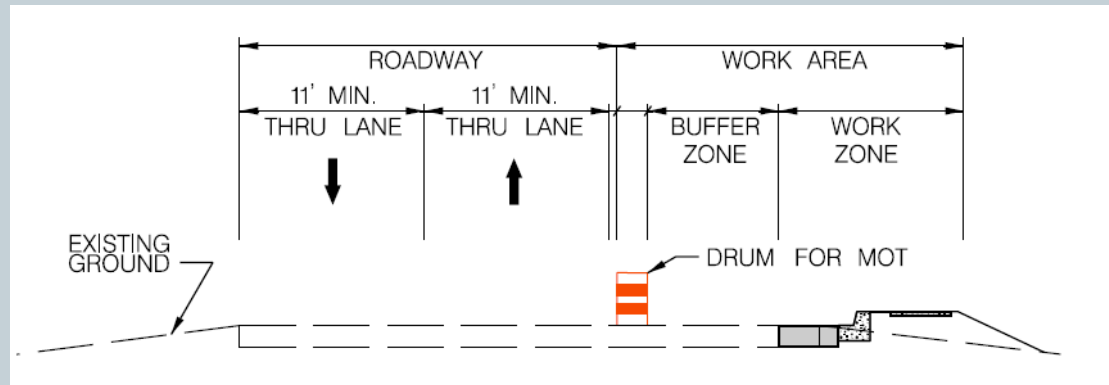 ROADWAY
WORK AREA
11' MIN.
THRU LANE
11' MIN.
THRU LANE
BUFFER
ZONE
WORK
ZONE
EXISTING
GROUND
DRUM FOR MOT